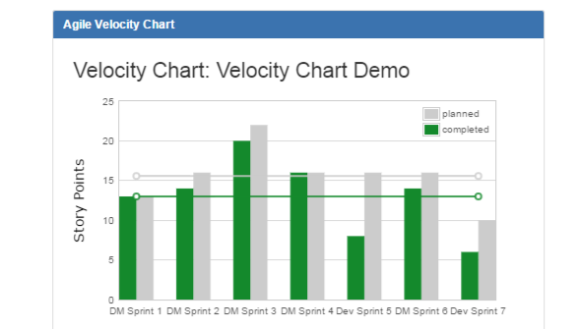 Agile Velocity Chart
Velocity Chart: Velocity Chart Demo
25
planned
completed
20
15
10
5
0
Story Points
DM Sprint 1 DM Sprint 2 DM Sprint 3 DM Sprint 4 Dev Sprint 5 DM Sprint 6 Dev Sprint 7